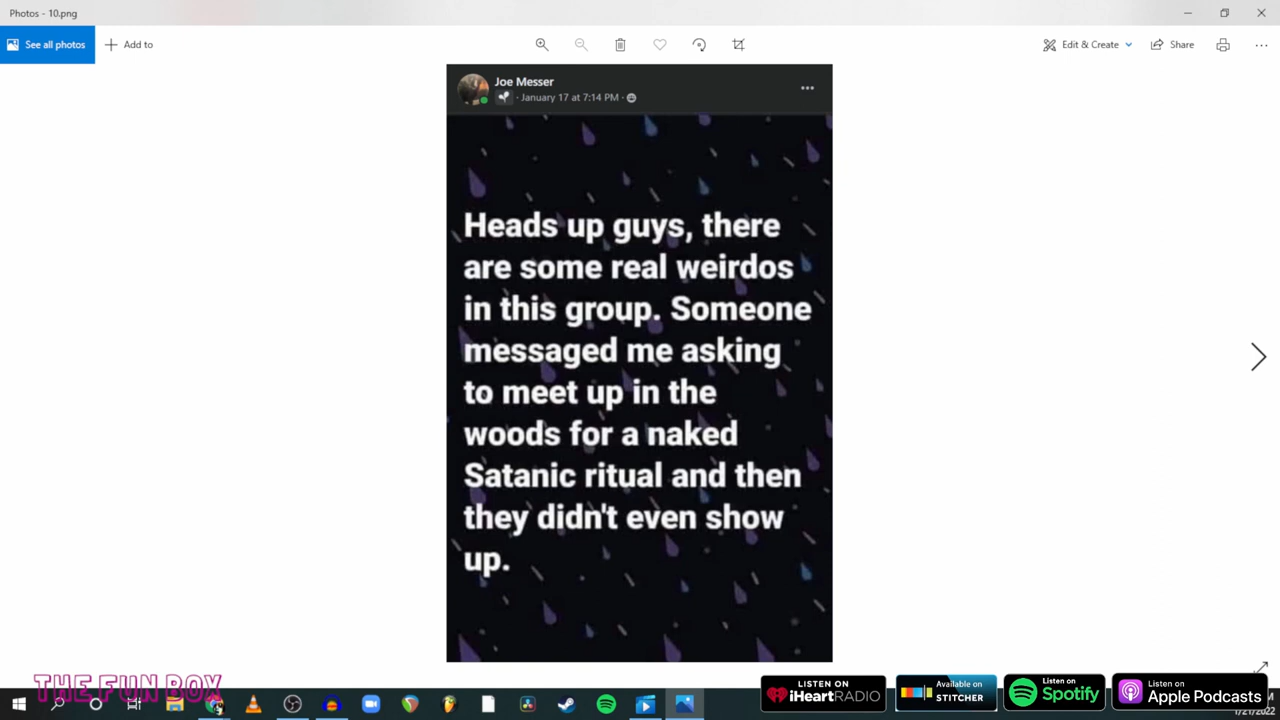 Photos - 10.png
See all photos
Add to
Edit & Create
Share
Joe Messer
· January 17 at 7:14 PM ·
Heads up guys, there
are some real weirdos
in this group. Someone
messaged me asking
to meet up in the
woods for a naked
Satanic ritual and then
they didn't even show
up.
THE FUN BOX
LISTEN ON
iHeartRADIO
Available on
STITCHER
Listen on
Spotify
Listen on
Apple Podcasts
1/21/2022